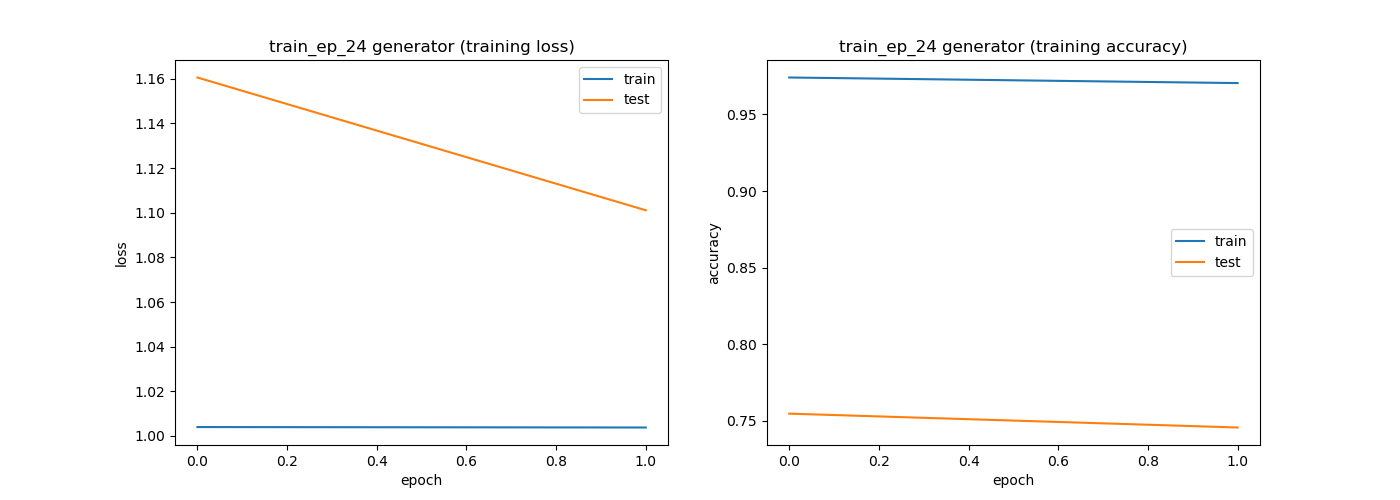 train_ep_24 generator (training loss)
1.16
1.14
1.12
1.10
1.08
1.06
1.04
1.02
1.00
loss
train
test
0.0 0.2 0.4 0.6 0.8 1.0
epoch
train_ep_24 generator (training accuracy)
0.95
0.90
0.85
0.80
0.75
accuracy
train
test
0.0 0.2 0.4 0.6 0.8 1.0
epoch